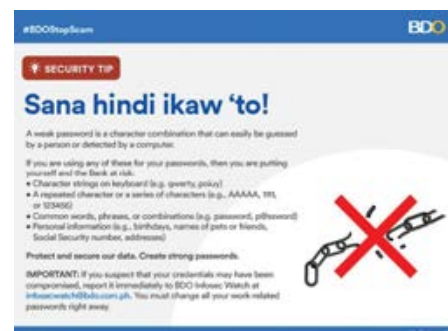 #BDOStopScam
BDO
SECURITY TIP
Sana hindi ikaw ‘to!
A weak password is a character combination that can easily be guessed
by a person or detected by a computer.
If you are using any of these for your passwords, then you are putting
yourself and the Bank at risk:
• Character strings on keyboard (e.g. qwerty, poiuy)
• A repeated character or a series of characters (e.g., AAAAA, 1111,
or 123456)
• Common words, phrases, or combinations (e.g. password, p@ssword)
• Personal information (e.g., birthdays, names of pets or friends,
Social Security number, addresses)
Protect and secure our data. Create strong passwords.
IMPORTANT: If you suspect that your credentials may have been
compromised, report it immediately to BDO Infosec Watch at
infosecwatch@bdo.com.ph. You must change all your work-related
passwords right away